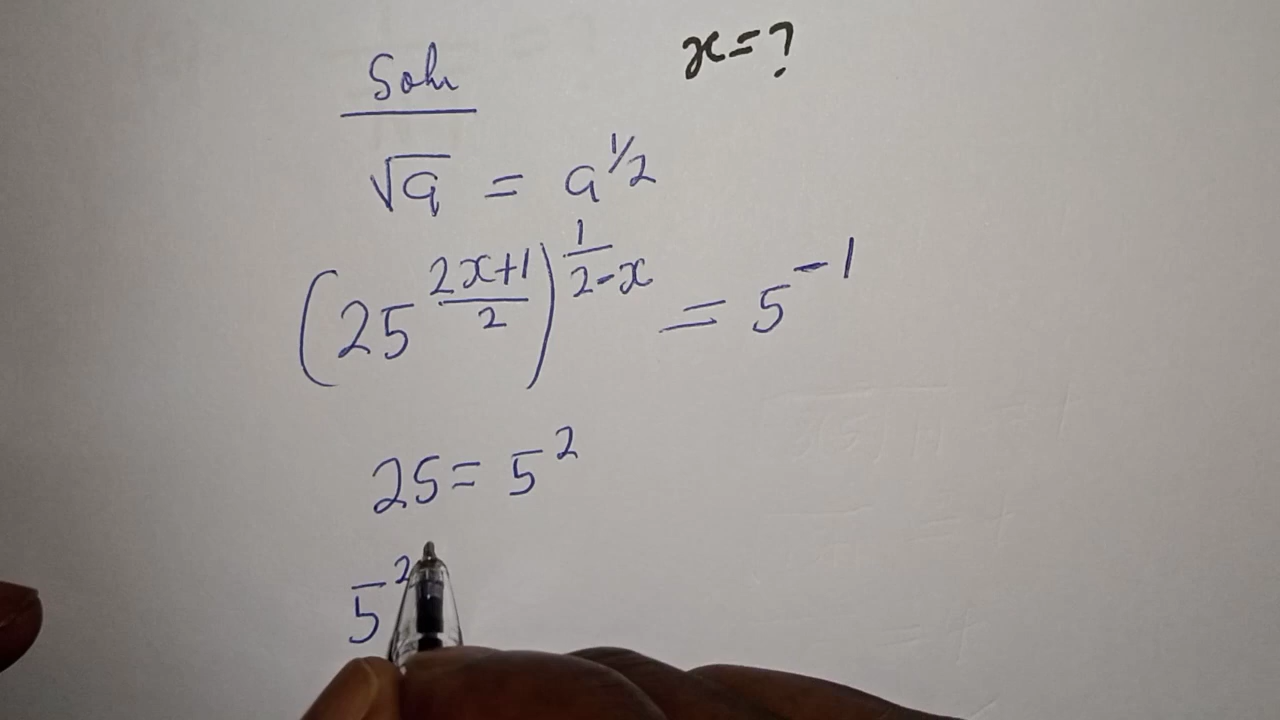 x = ?
Soln
√a = a^1/2
(25^(2x+1)/2)^1/(2-x) = 5^-1
25 = 5^2
5^2